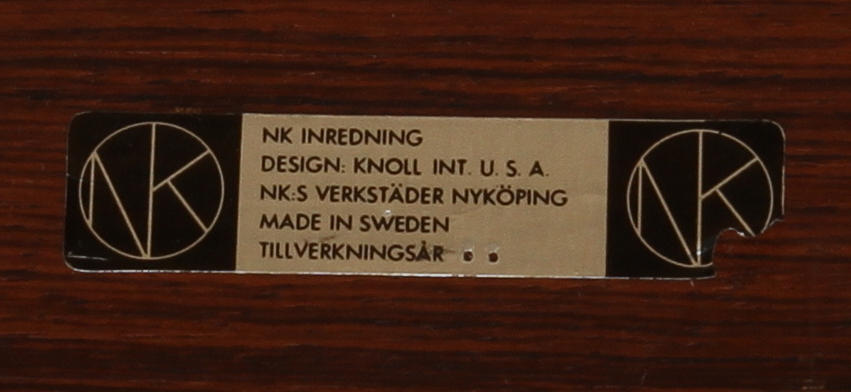 NK
NK INREDNING
DESIGN: KNOLL INT. U. S. A.
NK:S VERKSTÄDER NYKÖPING
MADE IN SWEDEN
TILLVERKNINGSÅR
NK